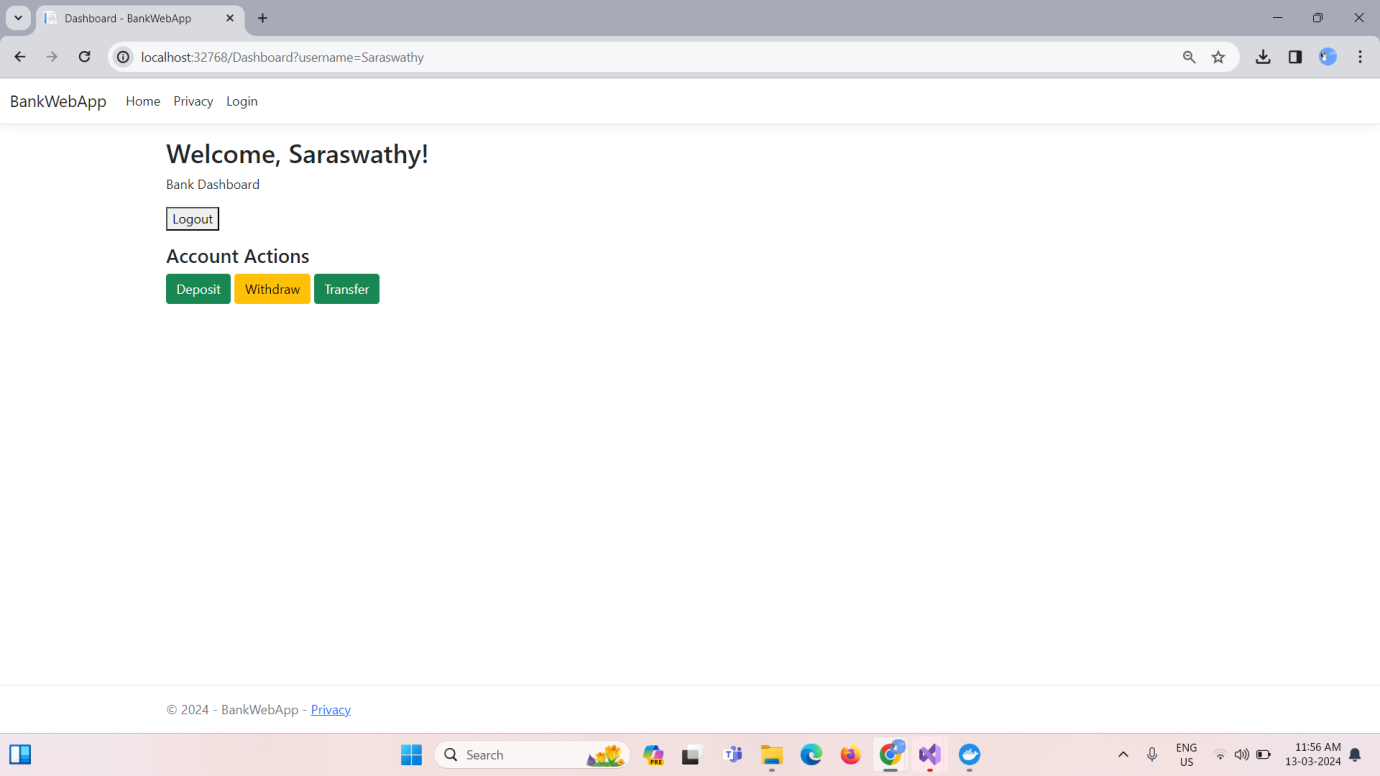 Dashboard - BankWebApp
localhost:32768/Dashboard?username=Saraswathy
BankWebApp Home Privacy Login
Welcome, Saraswathy!
Bank Dashboard
Logout
Account Actions
Deposit Withdraw Transfer
© 2024 - BankWebApp - Privacy
Search
PRE
ENG
US
11:56 AM
13-03-2024